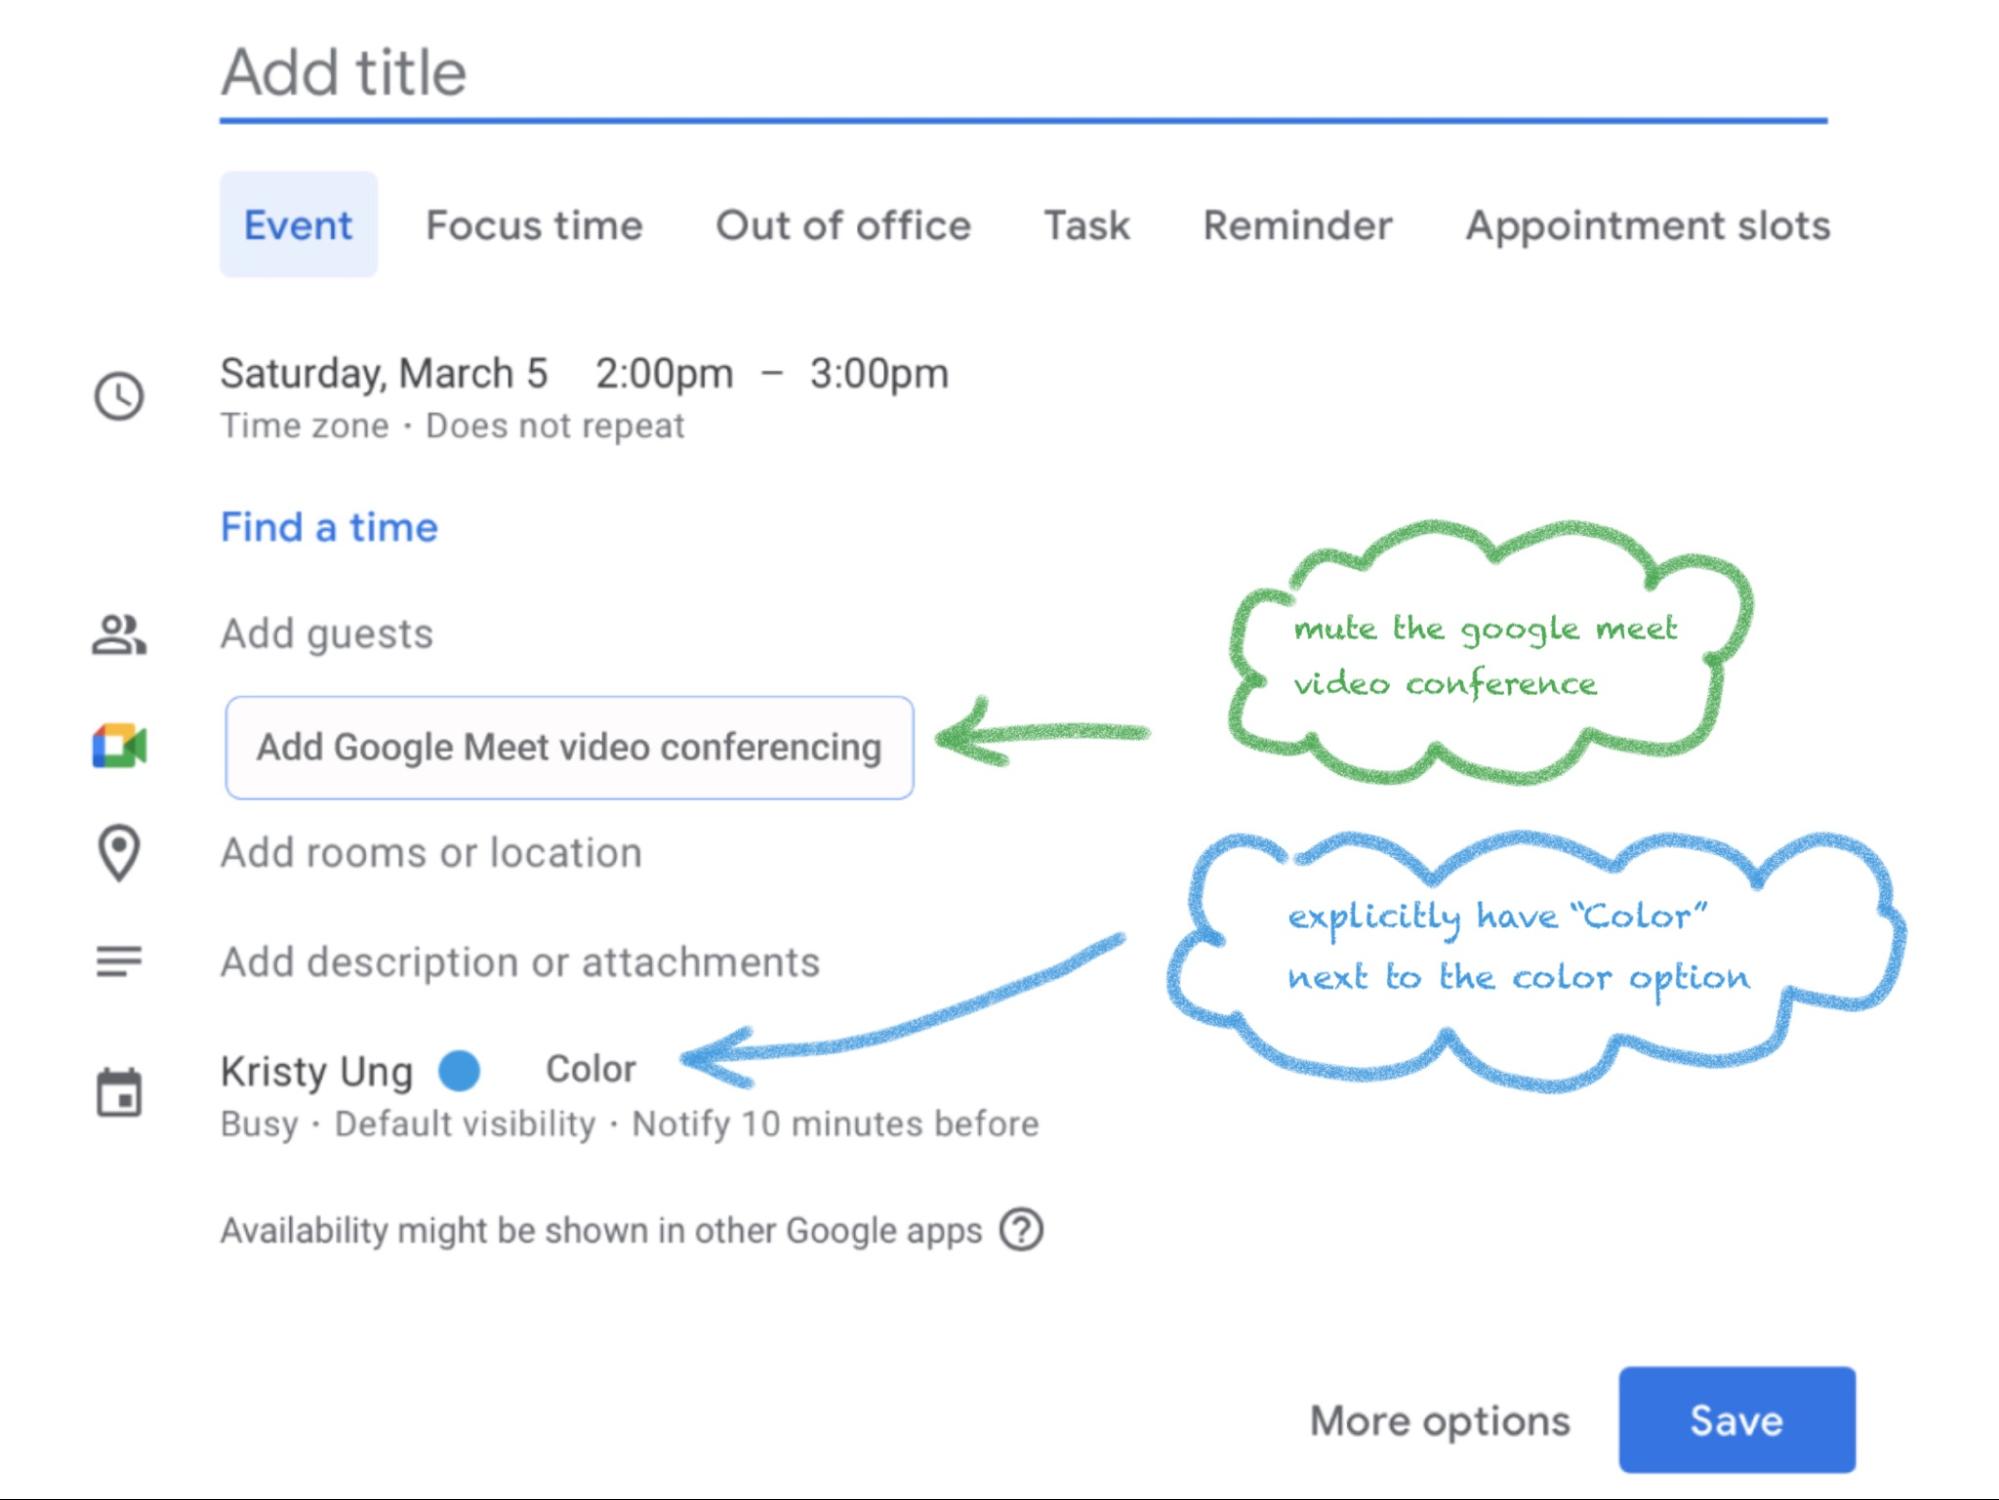 Add title
Event Focus time Out of office Task Reminder Appointment slots
Saturday, March 5 2:00pm – 3:00pm
Time zone · Does not repeat
Find a time
Add guests
mute the google meet
video conference
Add Google Meet video conferencing
Add rooms or location
explicitly have “Color”
next to the color option
Add description or attachments
Kristy Ung Color
Busy · Default visibility · Notify 10 minutes before
Availability might be shown in other Google apps ?
More options Save